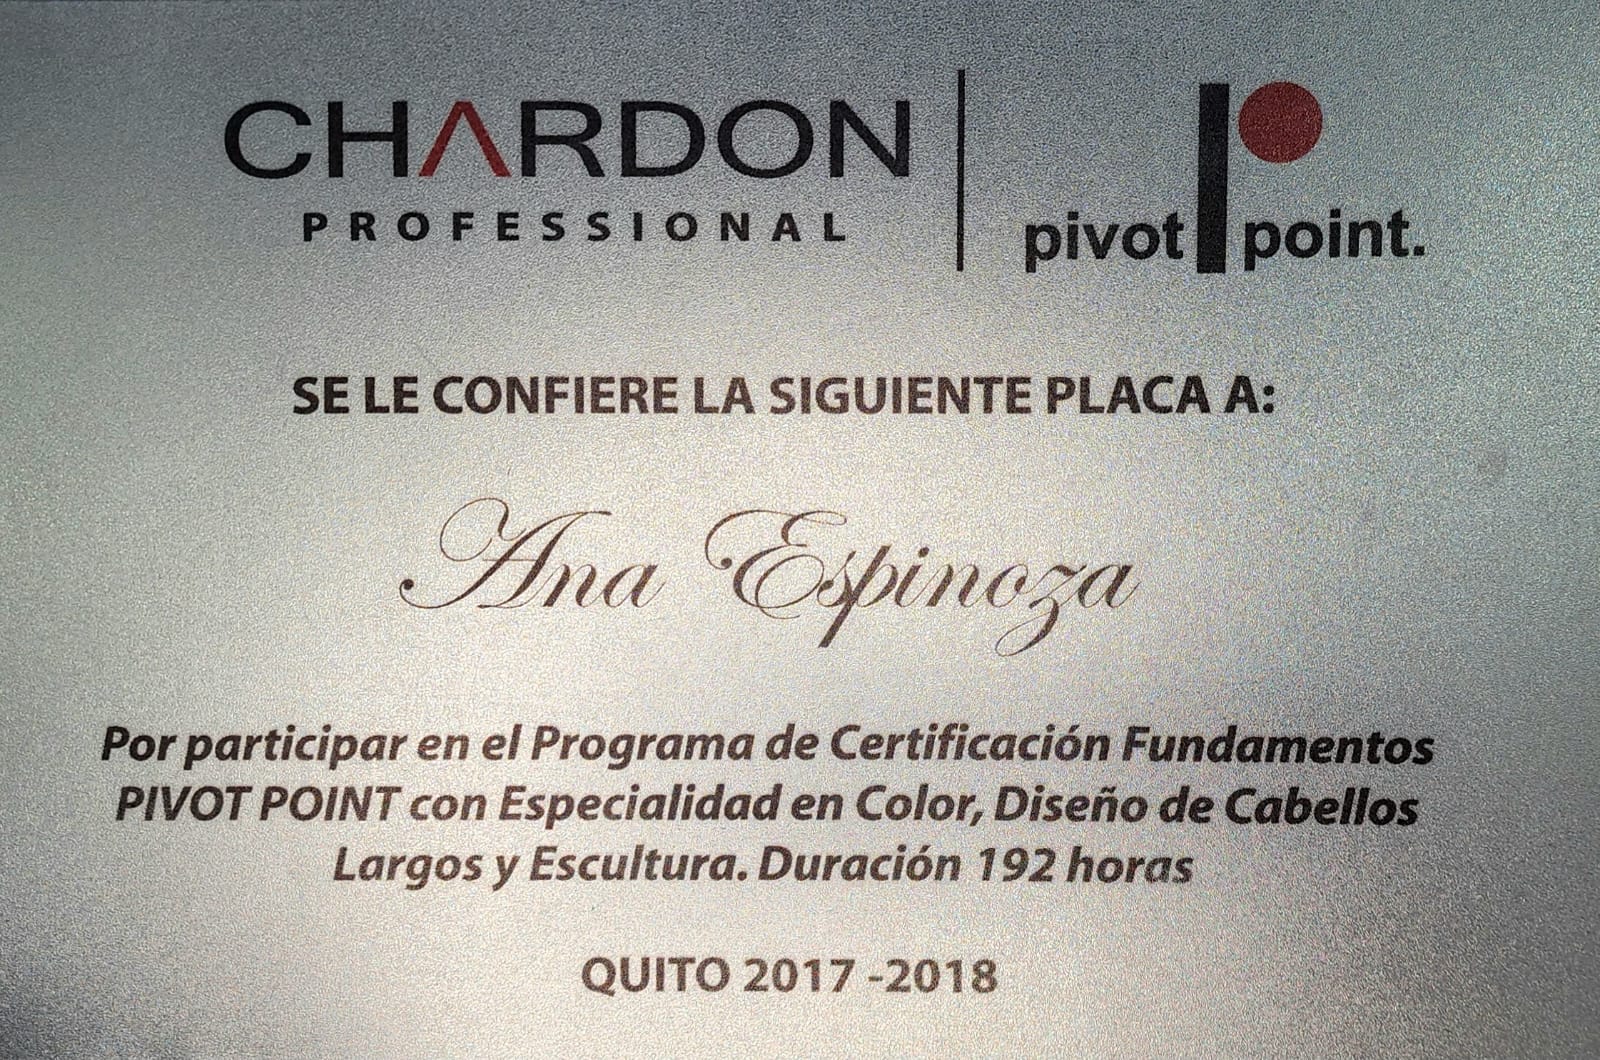 CHARDON
PROFESSIONAL
pivot point.
SE LE CONFIERE LA SIGUIENTE PLACA A:
Ana Espinoza
Por participar en el Programa de Certificación Fundamentos
PIVOT POINT con Especialidad en Color, Diseño de Cabellos
Largos y Escultura. Duración 192 horas
QUITO 2017 -2018